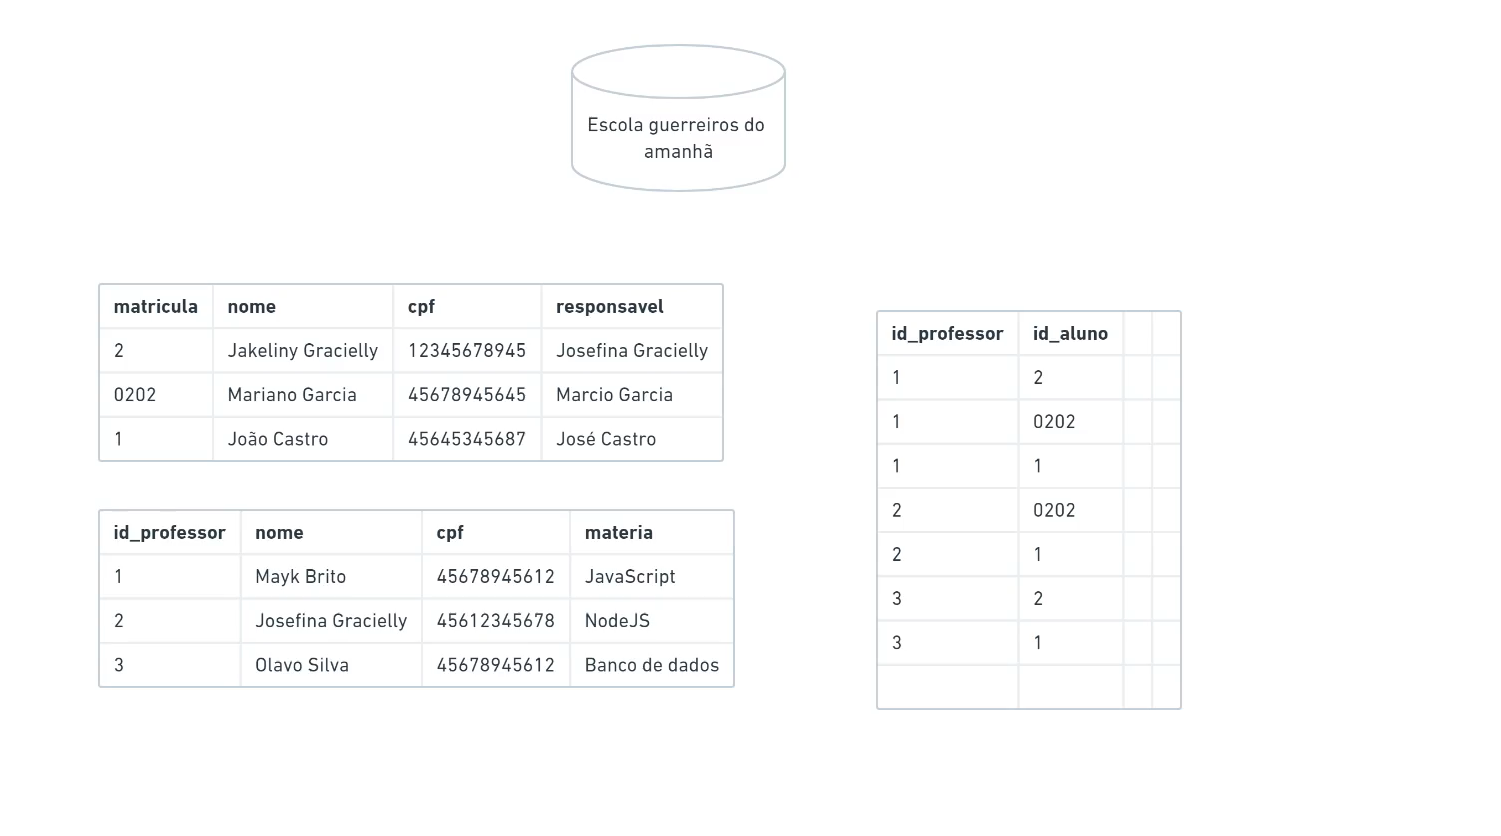 Escola guerreiros do
amanhã
matricula nome cpf responsavel
2 Jakeliny Gracielly 12345678945 Josefina Gracielly
0202 Mariano Garcia 45678945645 Marcio Garcia
1 João Castro 45645345687 José Castro
id_professor nome cpf materia
1 Mayk Brito 45678945612 JavaScript
2 Josefina Gracielly 45612345678 NodeJS
3 Olavo Silva 45678945612 Banco de dados
id_professor id_aluno
1 2
1 0202
1 1
2 0202
2 1
3 2
3 1